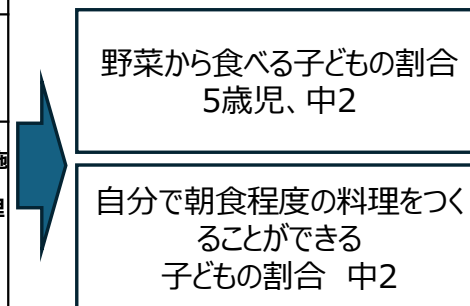 野菜から食べる子どもの割合
5歳児、中2
自分で朝食程度の料理をつく
ることができる
子どもの割合　中2